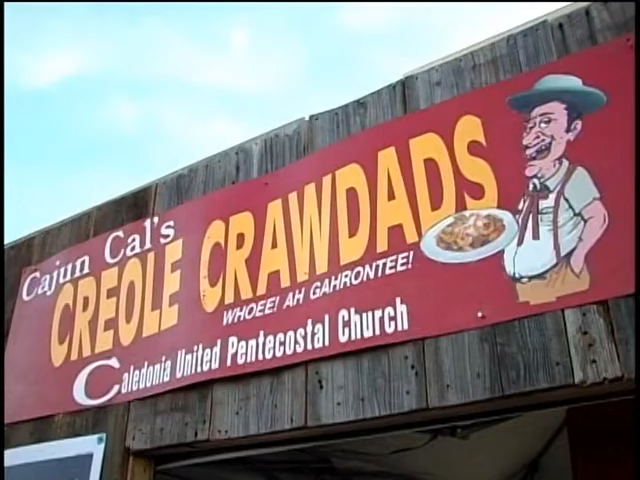 Cajun Cal's
CREOLE CRAWDADS
WHOEE! AH GAHRONTEE!
Caledonia United Pentecostal Church